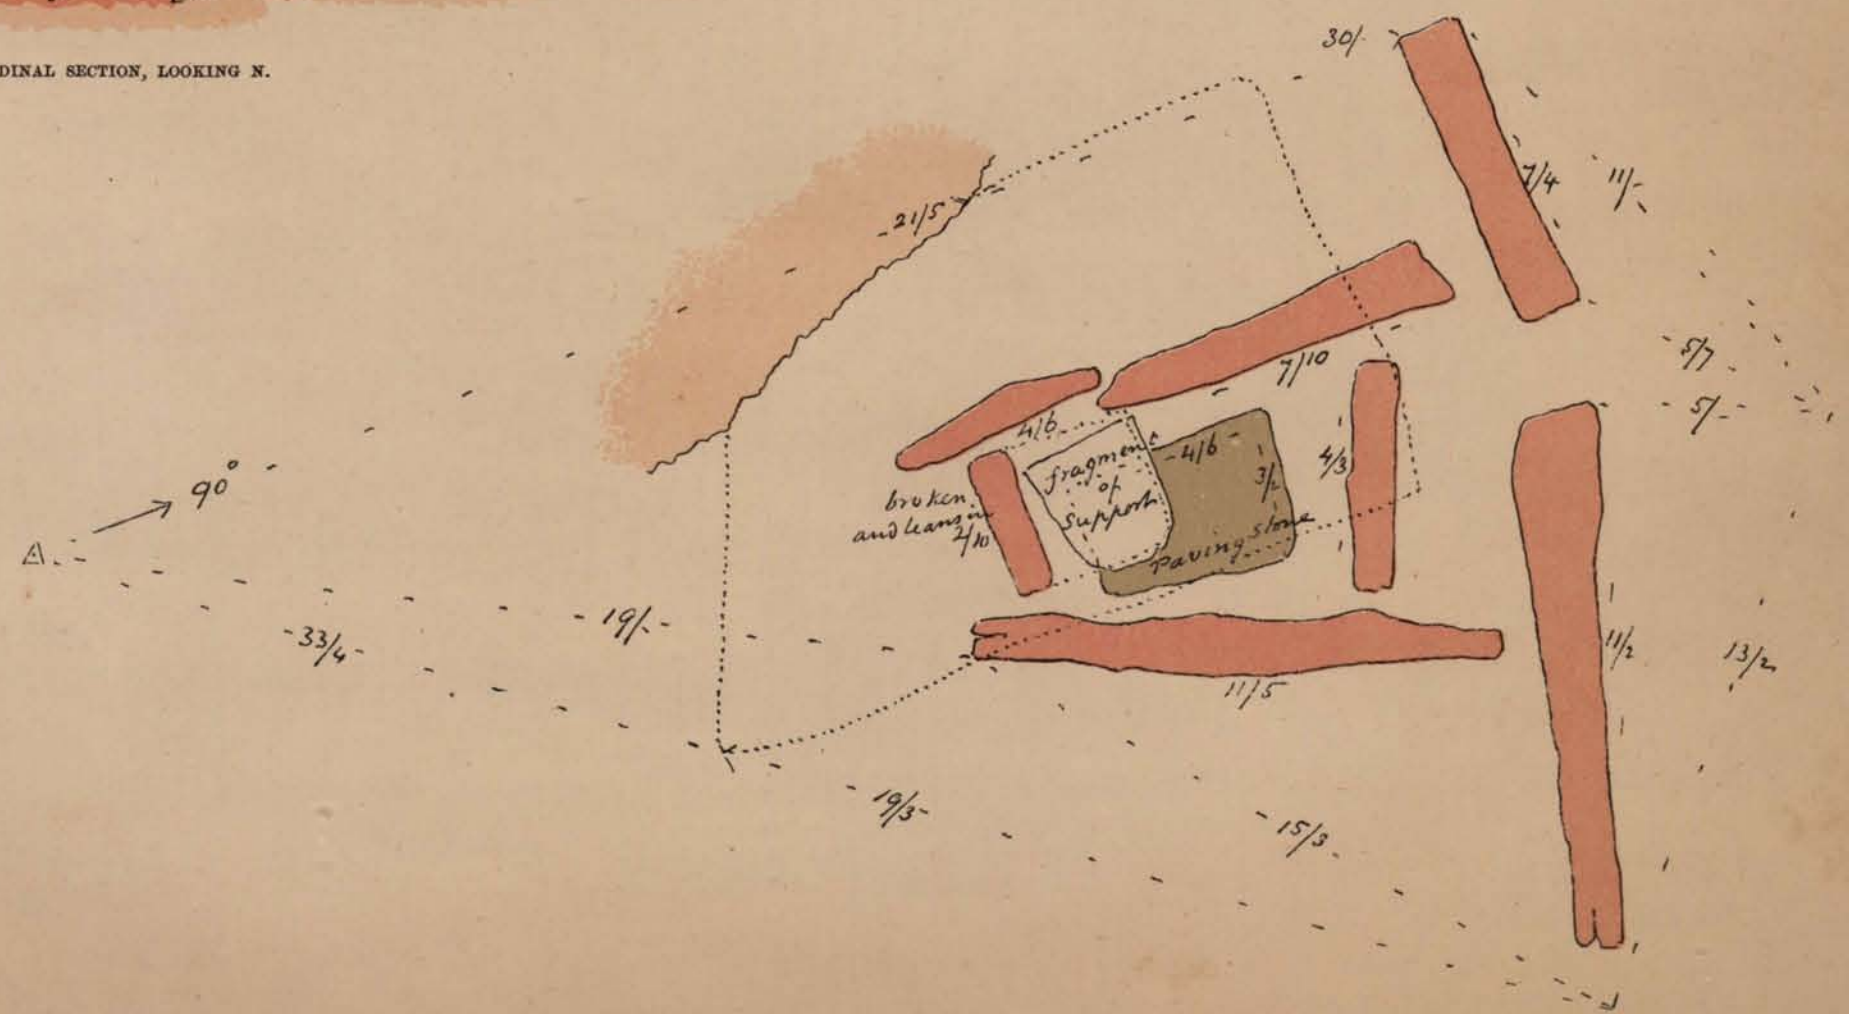 DINAL SECTION, LOOKING N.
30/-
7/4
11/-
21/5
7/10
5/7
5/-
4/6
fragment
of
support
4/6
3/2
4/3
broken
and leans in
2/10
Paving stone
90°
19/-
33/4
11/5
11/2
13/2
19/3
15/3